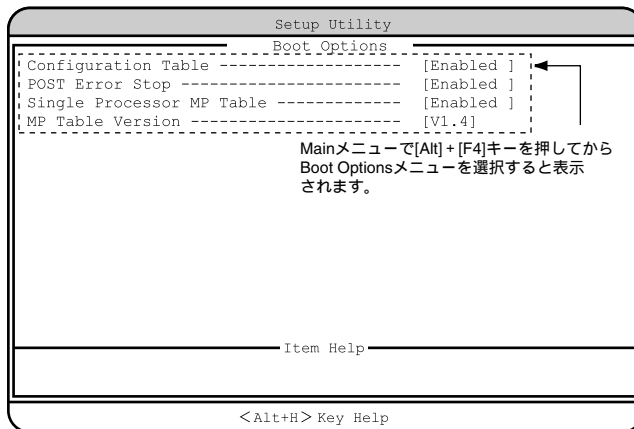 Setup Utility
Boot Options
Configuration Table ------------------ [Enabled ]
POST Error Stop ---------------------- [Enabled ]
Single Processor MP Table ------------- [Enabled ]
MP Table Version --------------------- [V1.4]
Mainメニューで[Alt] + [F4]キーを押してから
Boot Optionsメニューを選択すると表示
されます。
Item Help
<Alt+H> Key Help